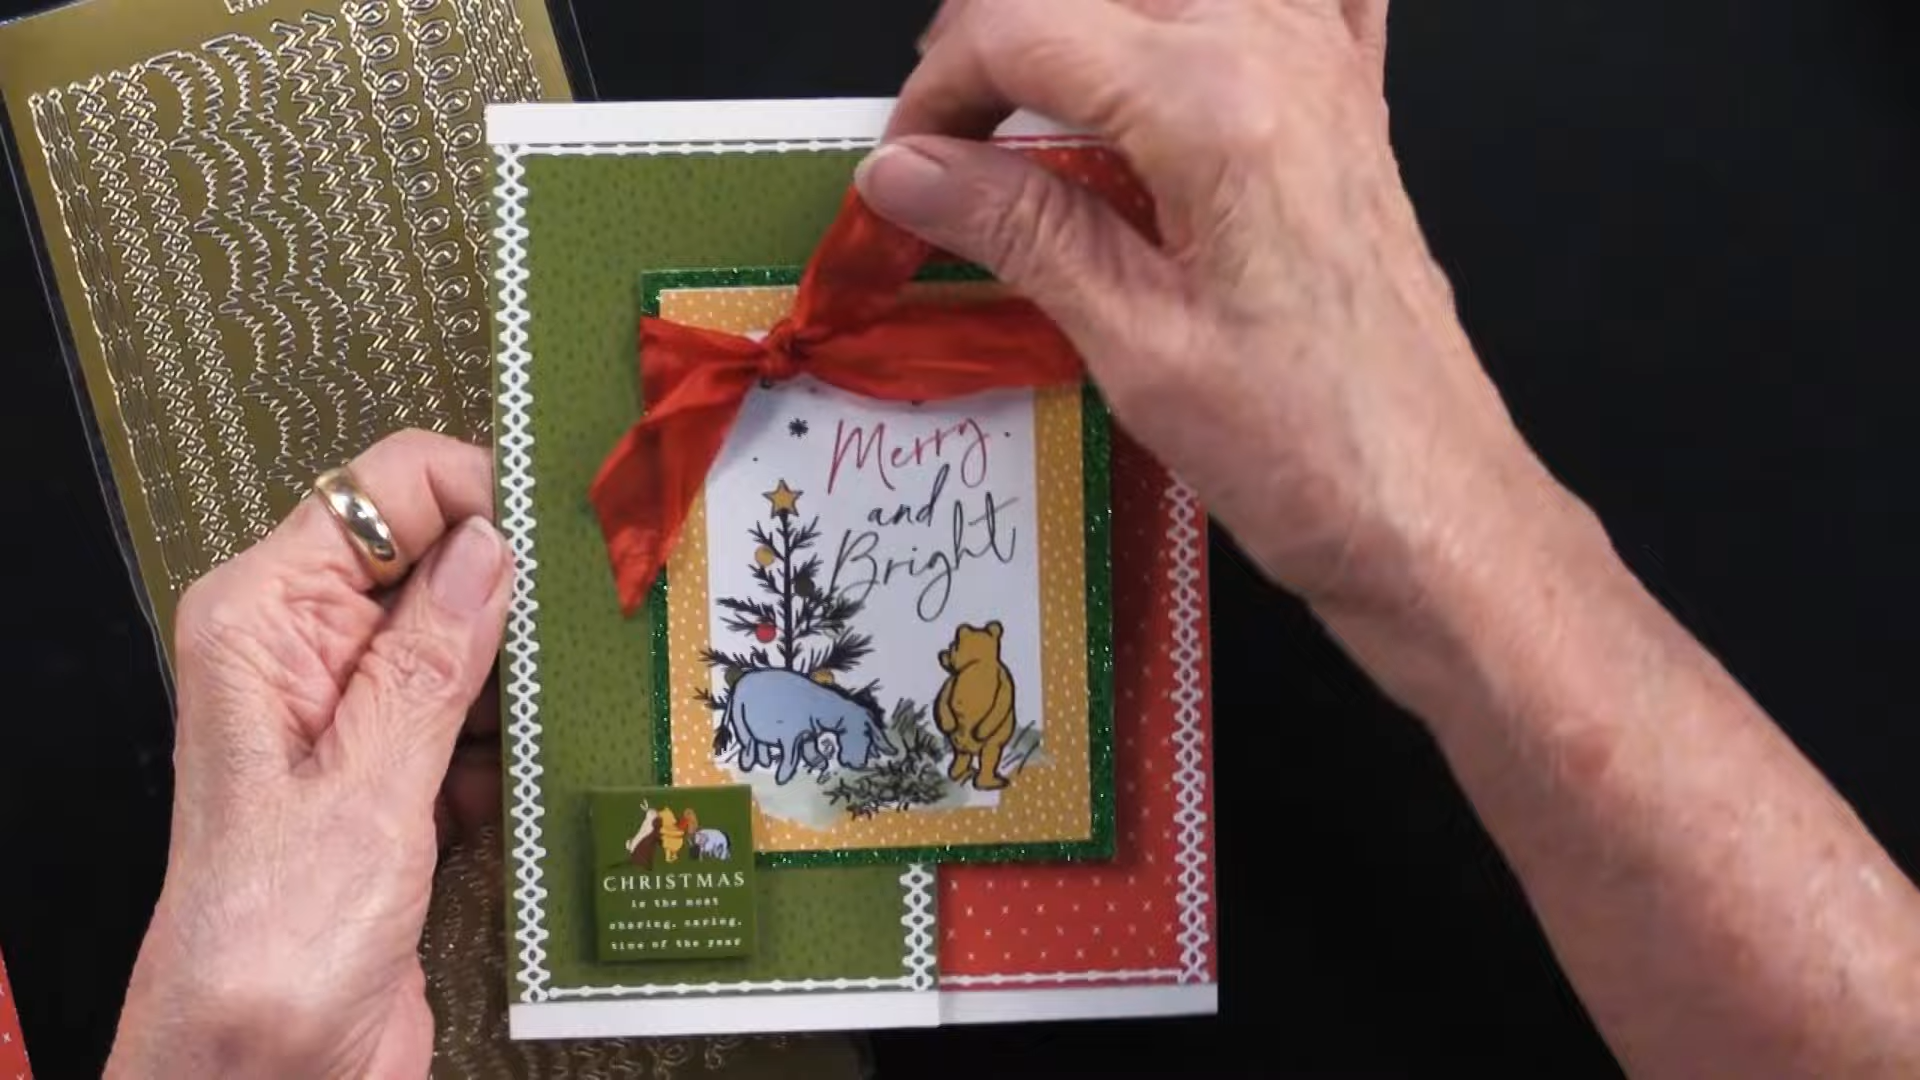 Merry
and
Bright
CHRISTMAS
is the most
sharing, caring,
time of the year